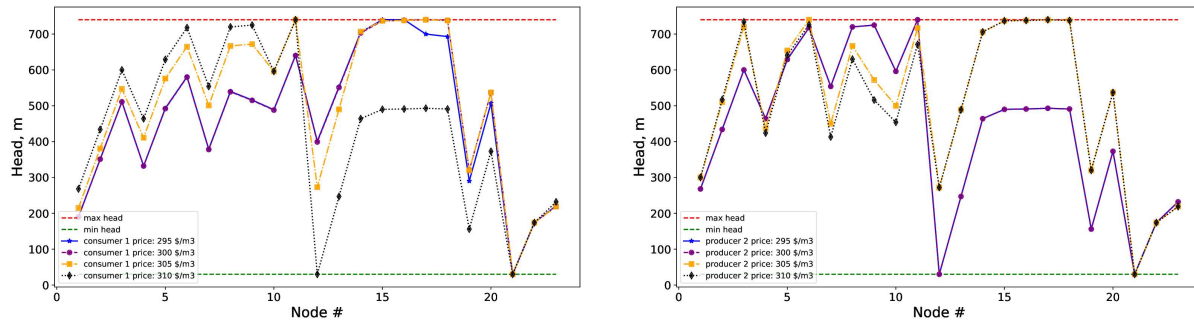 Head, m
700
600
500
400
300
200
100
0
max head
min head
consumer 1 price: 295 $/m3
consumer 1 price: 300 $/m3
consumer 1 price: 305 $/m3
consumer 1 price: 310 $/m3
0 5 10 15 20
Node #
Head, m
700
600
500
400
300
200
100
0
max head
min head
producer 2 price: 295 $/m3
producer 2 price: 300 $/m3
producer 2 price: 305 $/m3
producer 2 price: 310 $/m3
0 5 10 15 20
Node #